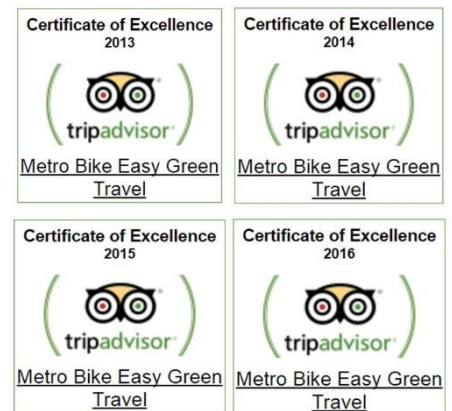 Certificate of Excellence
2013
tripadvisor®
Metro Bike Easy Green
Travel
Certificate of Excellence
2014
tripadvisor®
Metro Bike Easy Green
Travel
Certificate of Excellence
2015
tripadvisor®
Metro Bike Easy Green
Travel
Certificate of Excellence
2016
tripadvisor®
Metro Bike Easy Green
Travel